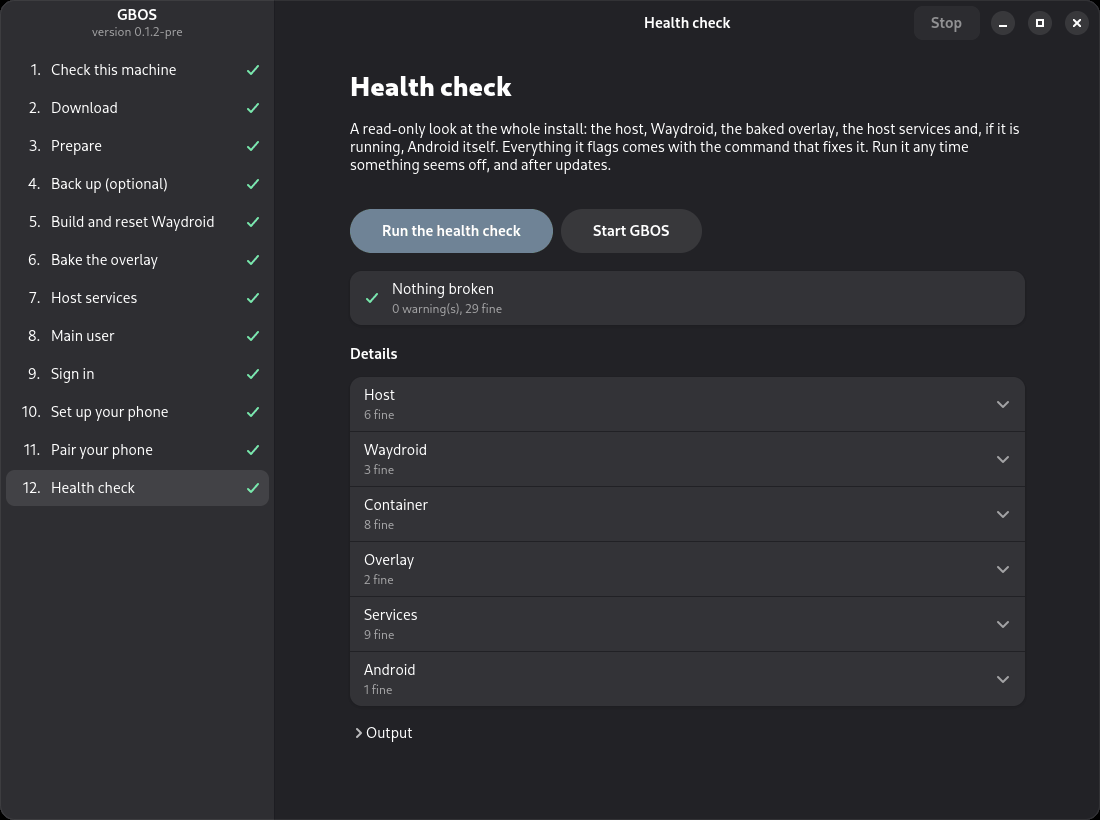 GBOS
version 0.1.2-pre
1. Check this machine
2. Download
3. Prepare
4. Back up (optional)
5. Build and reset Waydroid
6. Bake the overlay
7. Host services
8. Main user
9. Sign in
10. Set up your phone
11. Pair your phone
12. Health check
Health check
Stop
Health check
A read-only look at the whole install: the host, Waydroid, the baked overlay, the host services and, if it is
running, Android itself. Everything it flags comes with the command that fixes it. Run it any time
something seems off, and after updates.
Run the health check
Start GBOS
Nothing broken
0 warning(s), 29 fine
Details
Host
6 fine
Waydroid
3 fine
Container
8 fine
Overlay
2 fine
Services
9 fine
Android
1 fine
Output